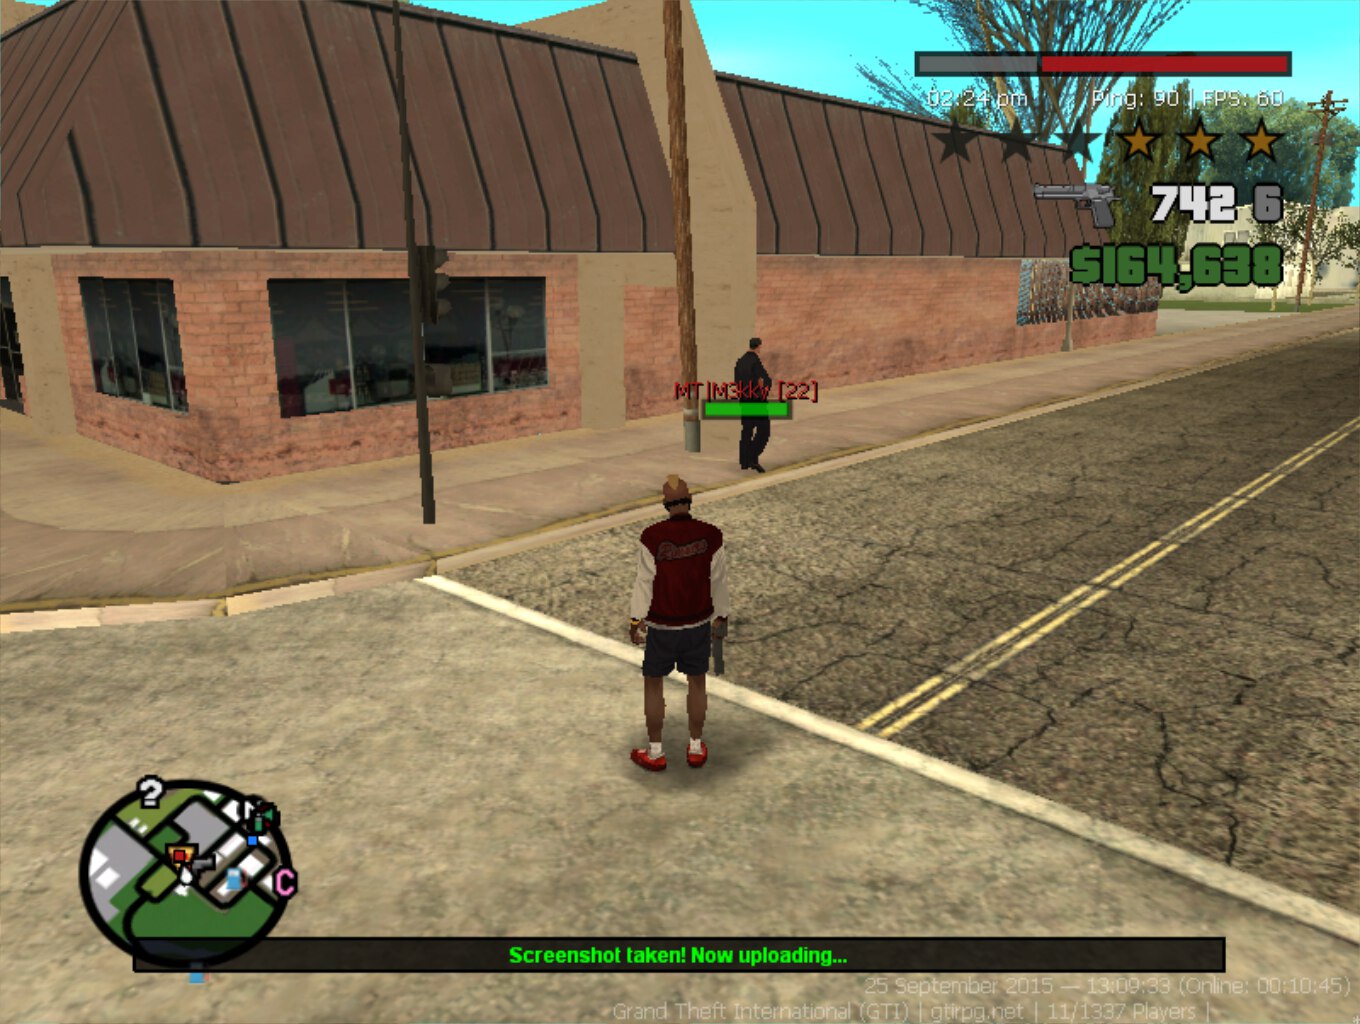 02:24 pm
Ping: 90 | FPS: 60
742 6
$164,638
MT|M3kky [22]
?
C
Screenshot taken! Now uploading...
25 September 2015 — 13:09:33 (Online: 00:10:45)
Grand Theft International (GTI) | gtirpg.net | 11/1337 Players |